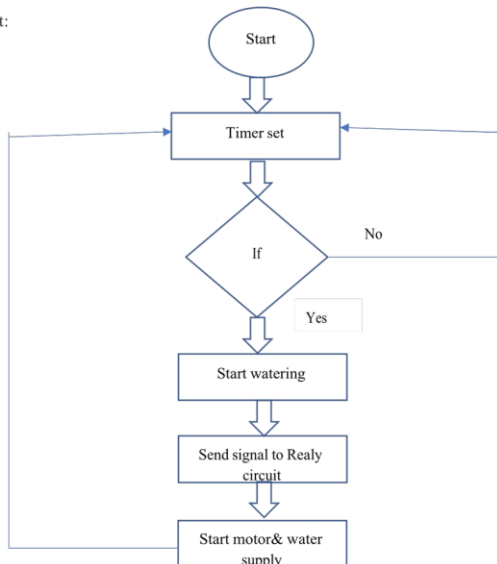 t:
Start
Timer set
If
No
Yes
Start watering
Send signal to Realy
circuit
Start motor& water
supply